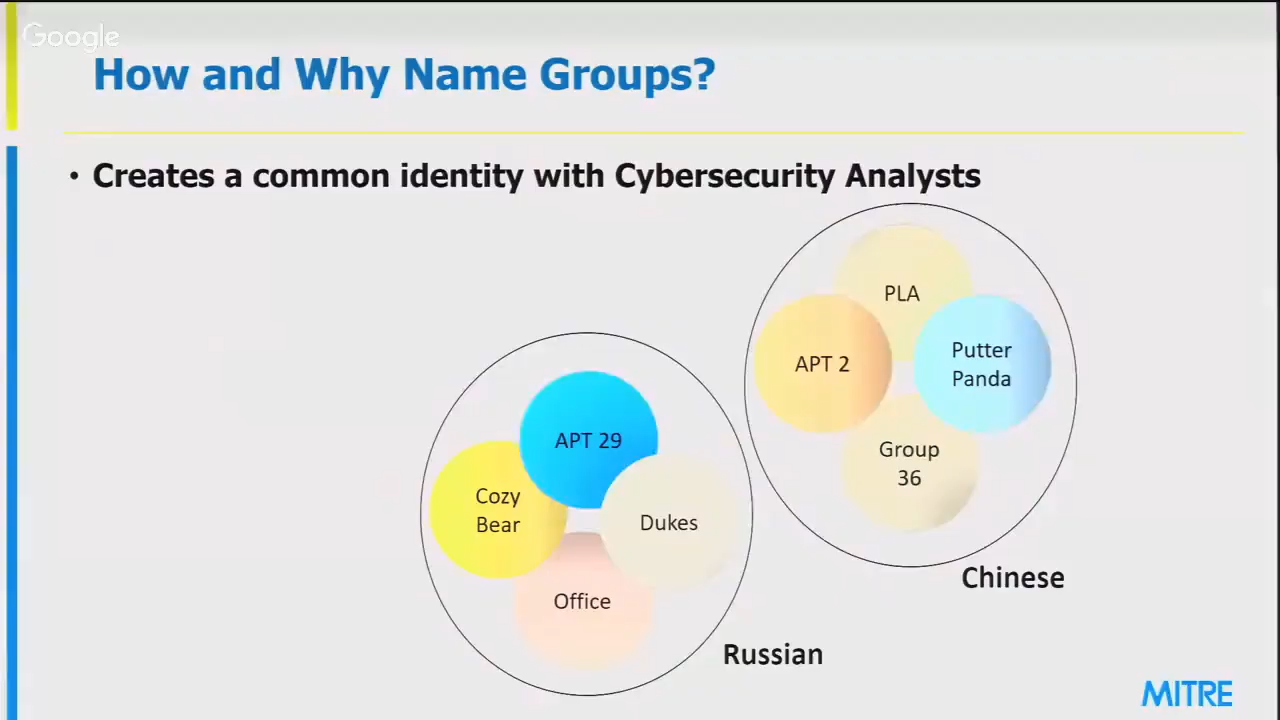 Google
How and Why Name Groups?
• Creates a common identity with Cybersecurity Analysts
PLA
APT 2
Putter
Panda
Group
36
Chinese
APT 29
Cozy
Bear
Dukes
Office
Russian
MITRE